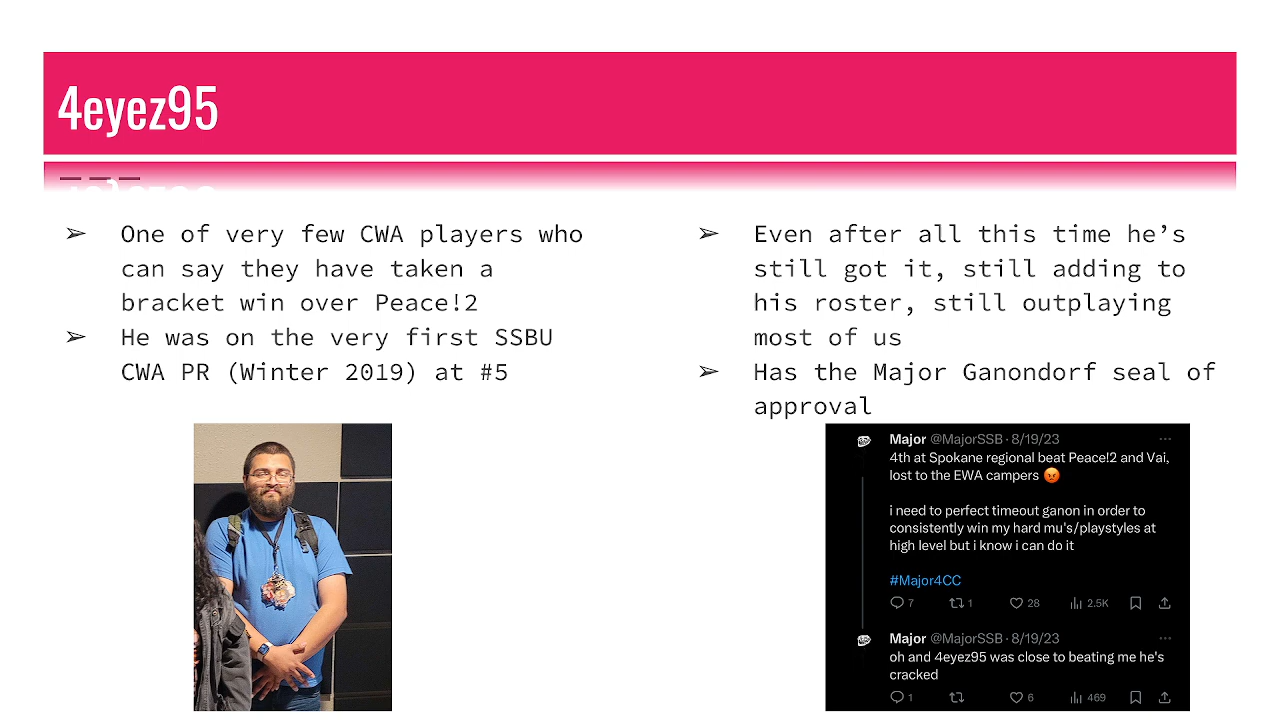 4eyez95
➢ One of very few CWA players who
can say they have taken a
bracket win over Peace!2
➢ He was on the very first SSBU
CWA PR (Winter 2019) at #5
➢ Even after all this time he’s
still got it, still adding to
his roster, still outplaying
most of us
➢ Has the Major Ganondorf seal of
approval
Major @MajorSSB · 8/19/23
4th at Spokane regional beat Peace!2 and Vai,
lost to the EWA campers 😡
i need to perfect timeout ganon in order to
consistently win my hard mu's/playstyles at
high level but i know i can do it
#Major4CC
7 1 28 2.5K
Major @MajorSSB · 8/19/23
oh and 4eyez95 was close to beating me he's
cracked
1 6 469